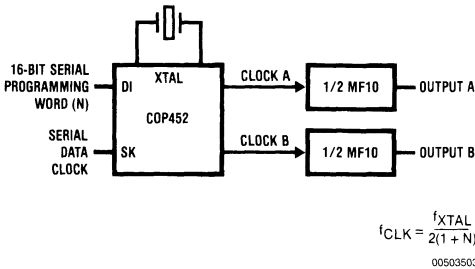 16-BIT SERIAL
PROGRAMMING
WORD (N)
DI
XTAL
COP452
SERIAL
DATA
CLOCK
SK
CLOCK A
1/2 MF10
OUTPUT A
CLOCK B
1/2 MF10
OUTPUT B
fCLK = fXTAL / 2(1 + N)
00503503